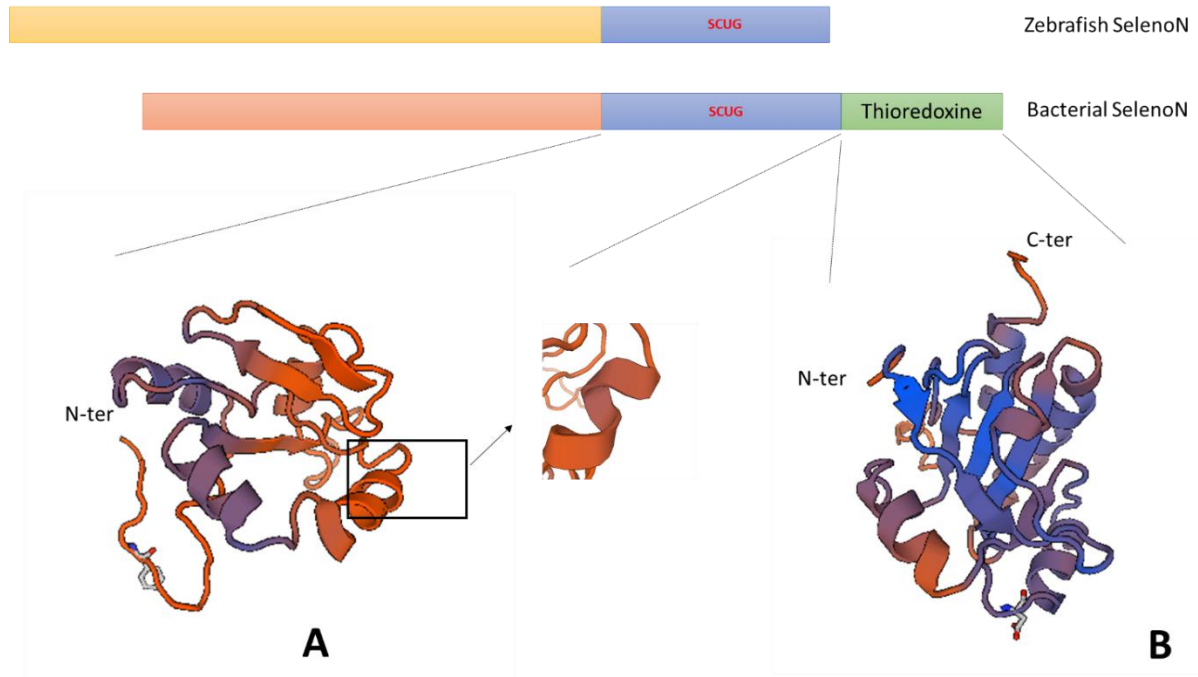 SCUG Zebrafish SelenoN
SCUG Thioredoxine Bacterial SelenoN
C-ter
N-ter
N-ter
A
B